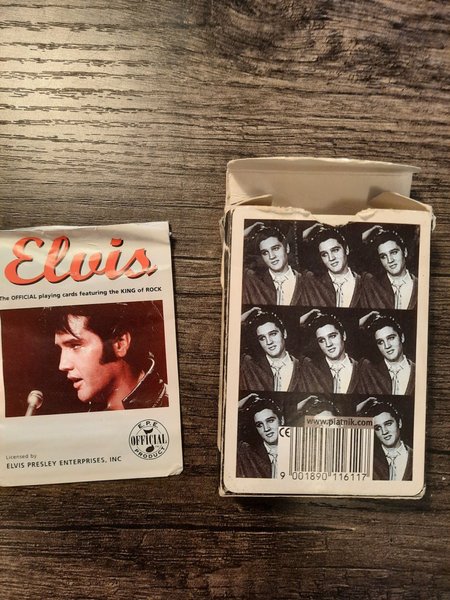 Elvis
The OFFICIAL playing cards featuring the KING of ROCK
E.P.E.
OFFICIAL
PRODUCT
Licensed by
ELVIS PRESLEY ENTERPRISES, INC
www.piatnik.com
CE
9 001890 116117